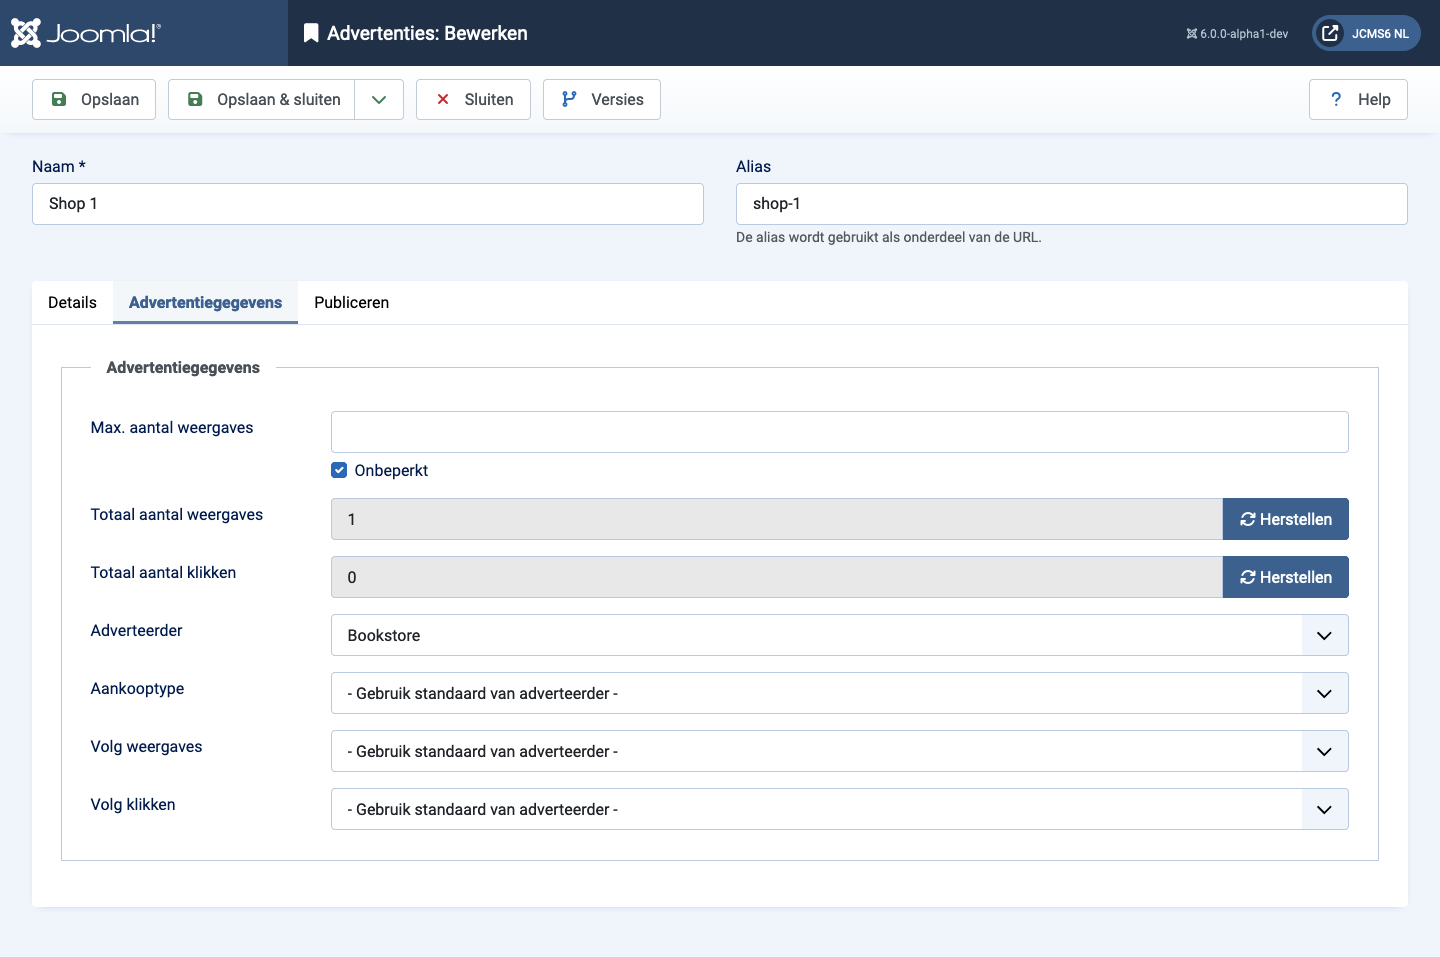 Joomla!®
Advertenties: Bewerken
6.0.0-alpha1-dev
JCMS6 NL
Opslaan
Opslaan & sluiten
Sluiten
Versies
? Help
Naam *
Alias
Shop 1
shop-1
De alias wordt gebruikt als onderdeel van de URL.
Details
Advertentiegegevens
Publiceren
Advertentiegegevens
Max. aantal weergaves
Onbeperkt
Totaal aantal weergaves
1
Herstellen
Totaal aantal klikken
0
Herstellen
Adverteerder
Bookstore
Aankooptype
- Gebruik standaard van adverteerder -
Volg weergaves
- Gebruik standaard van adverteerder -
Volg klikken
- Gebruik standaard van adverteerder -